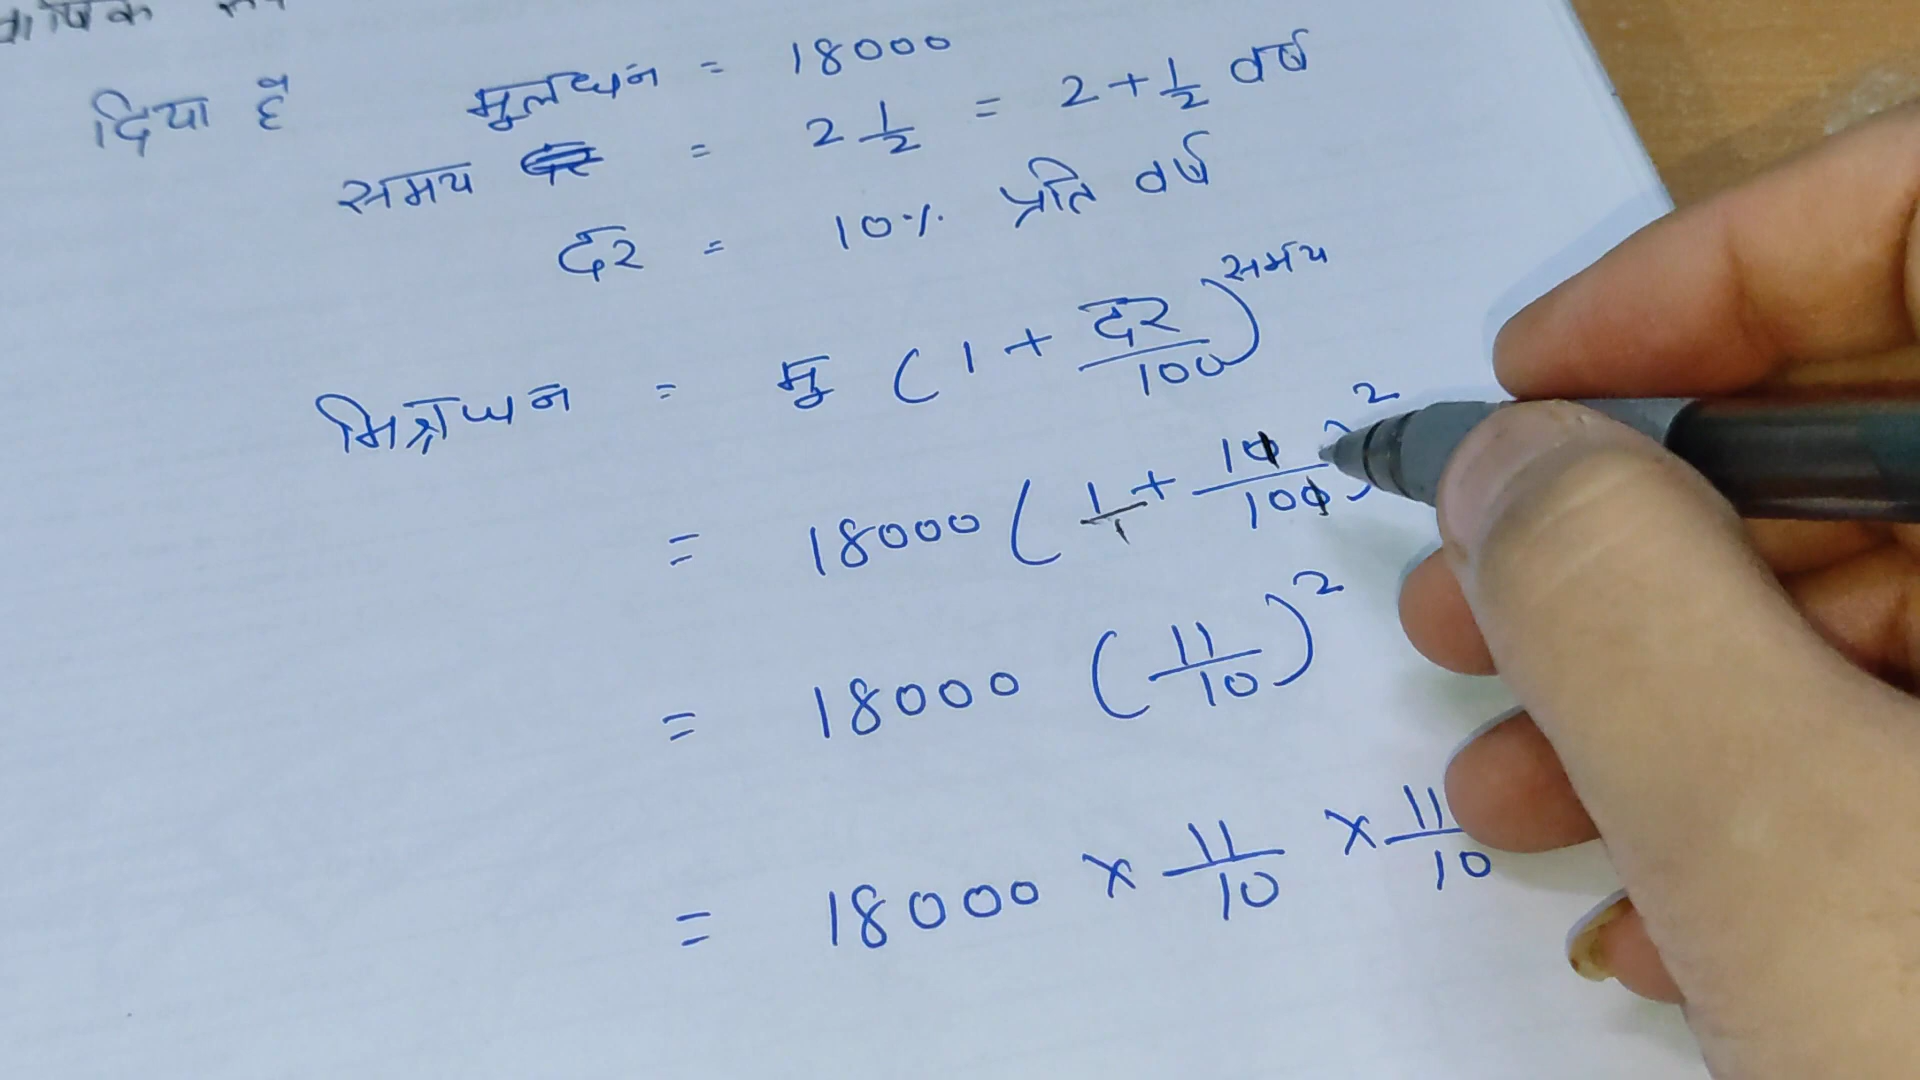 दिया है मुलधन = 18000
समय = 2 1/2 = 2 + 1/2 वर्ष
दर = 10% प्रति वर्ष
मिश्रधन = मु (1 + दर/100)^समय
= 18000 (1/1 + 10/100)^2
= 18000 (11/10)^2
= 18000 × 11/10 × 11/10